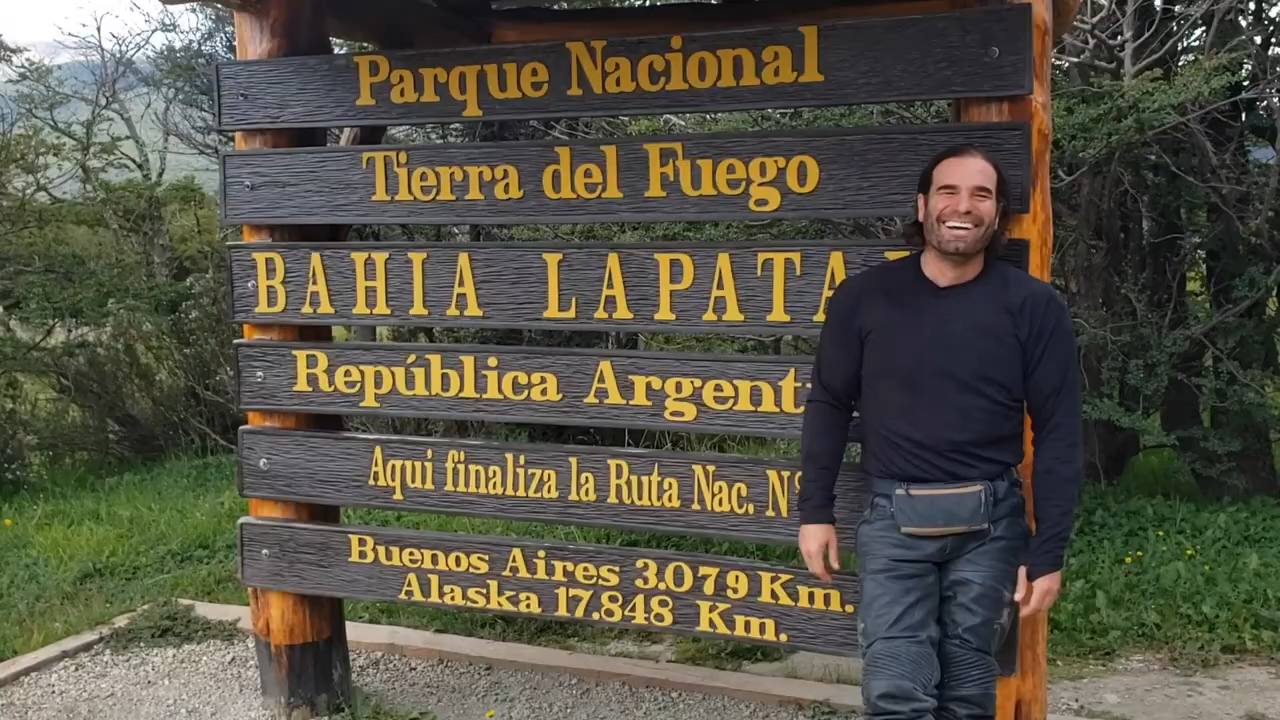 Parque Nacional
Tierra del Fuego
BAHIA LAPATA
República Argent
Aqui finaliza la Ruta Nac. Nº
Buenos Aires 3.079 Km.
Alaska 17.848 Km.